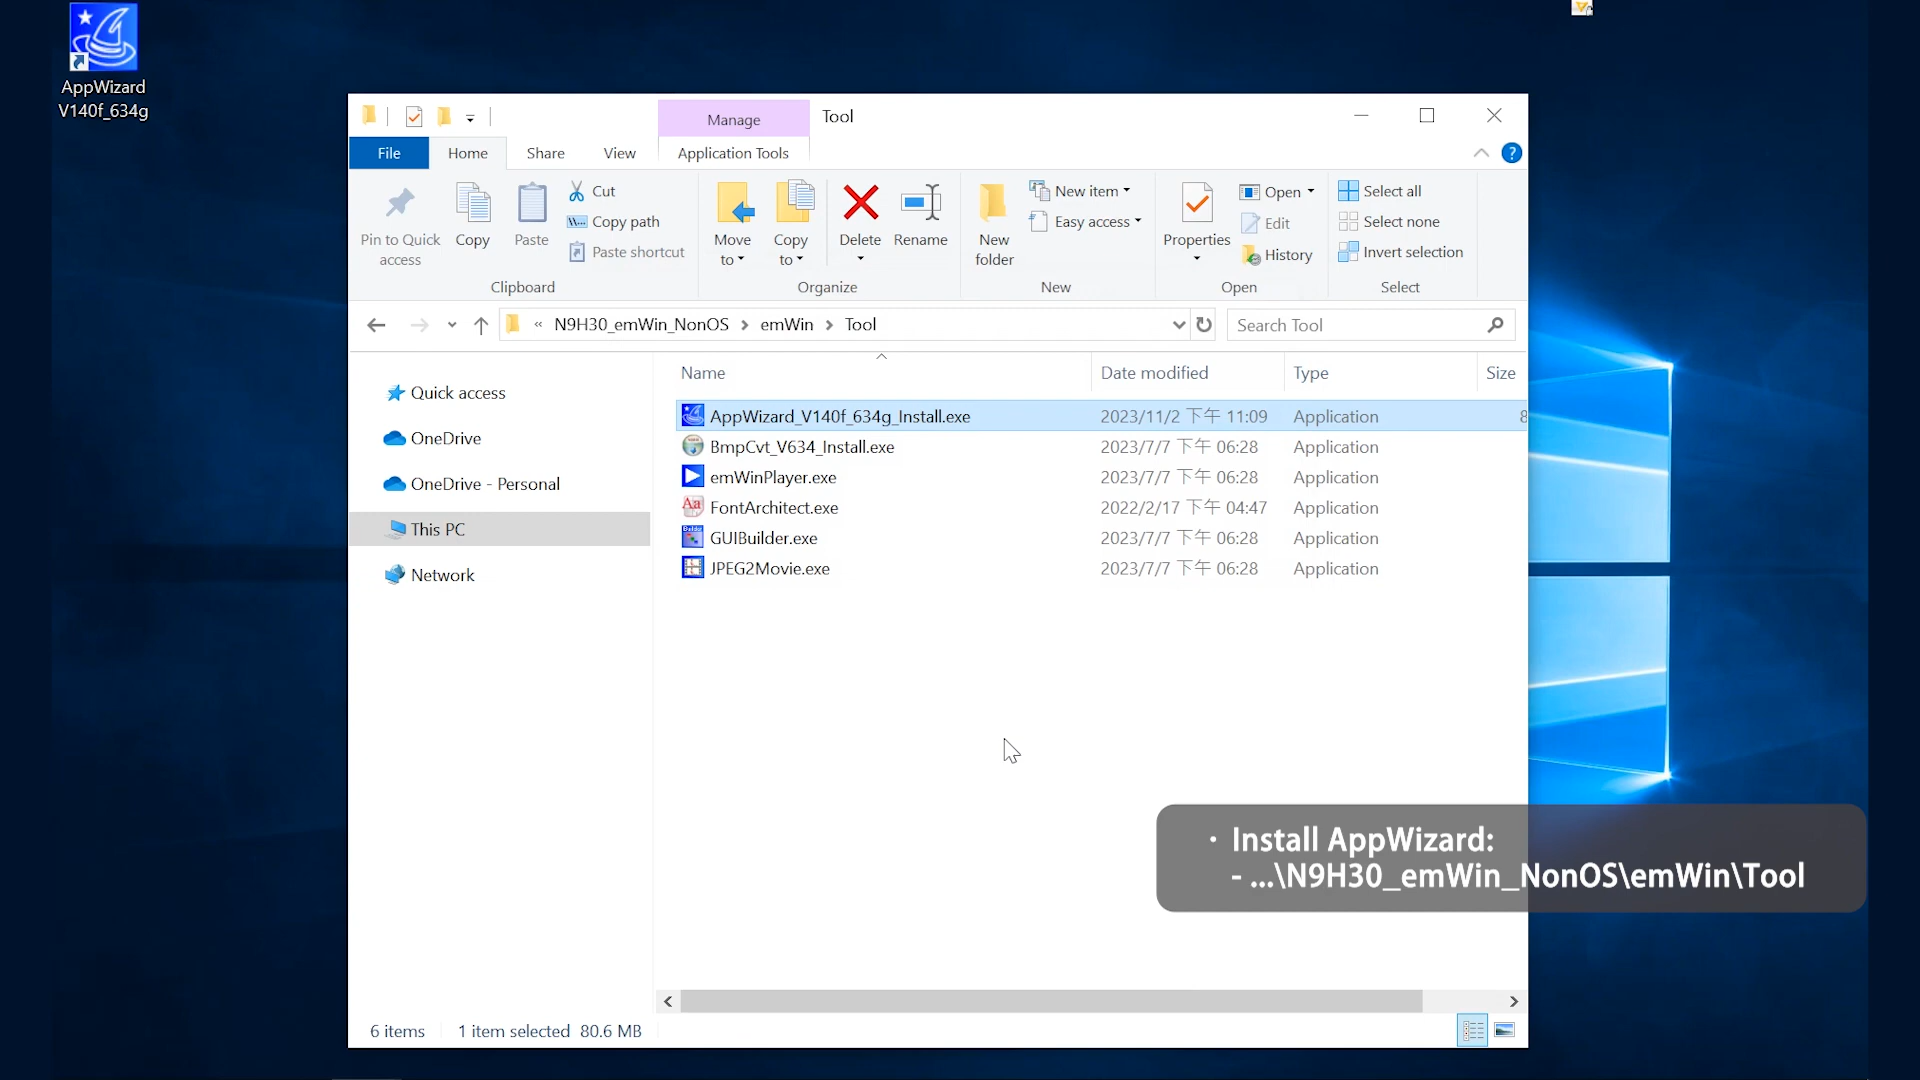 AppWizard
V140f_634g
Manage
Tool
File
Home
Share
View
Application Tools
?
Pin to Quick
access
Copy
Paste
Cut
Copy path
Paste shortcut
Clipboard
Move
to
Copy
to
Delete
Rename
Organize
New
folder
New item
Easy access
New
Properties
Open
Edit
History
Open
Select all
Select none
Invert selection
Select
« N9H30_emWin_NonOS > emWin > Tool
Search Tool
Quick access
OneDrive
OneDrive - Personal
This PC
Network
Name Date modified Type Size
AppWizard_V140f_634g_Install.exe 2023/11/2 下午 11:09 Application 8
BmpCvt_V634_Install.exe 2023/7/7 下午 06:28 Application
emWinPlayer.exe 2023/7/7 下午 06:28 Application
FontArchitect.exe 2022/2/17 下午 04:47 Application
GUIBuilder.exe 2023/7/7 下午 06:28 Application
JPEG2Movie.exe 2023/7/7 下午 06:28 Application
· Install AppWizard:
- ...\N9H30_emWin_NonOS\emWin\Tool
6 items 1 item selected 80.6 MB